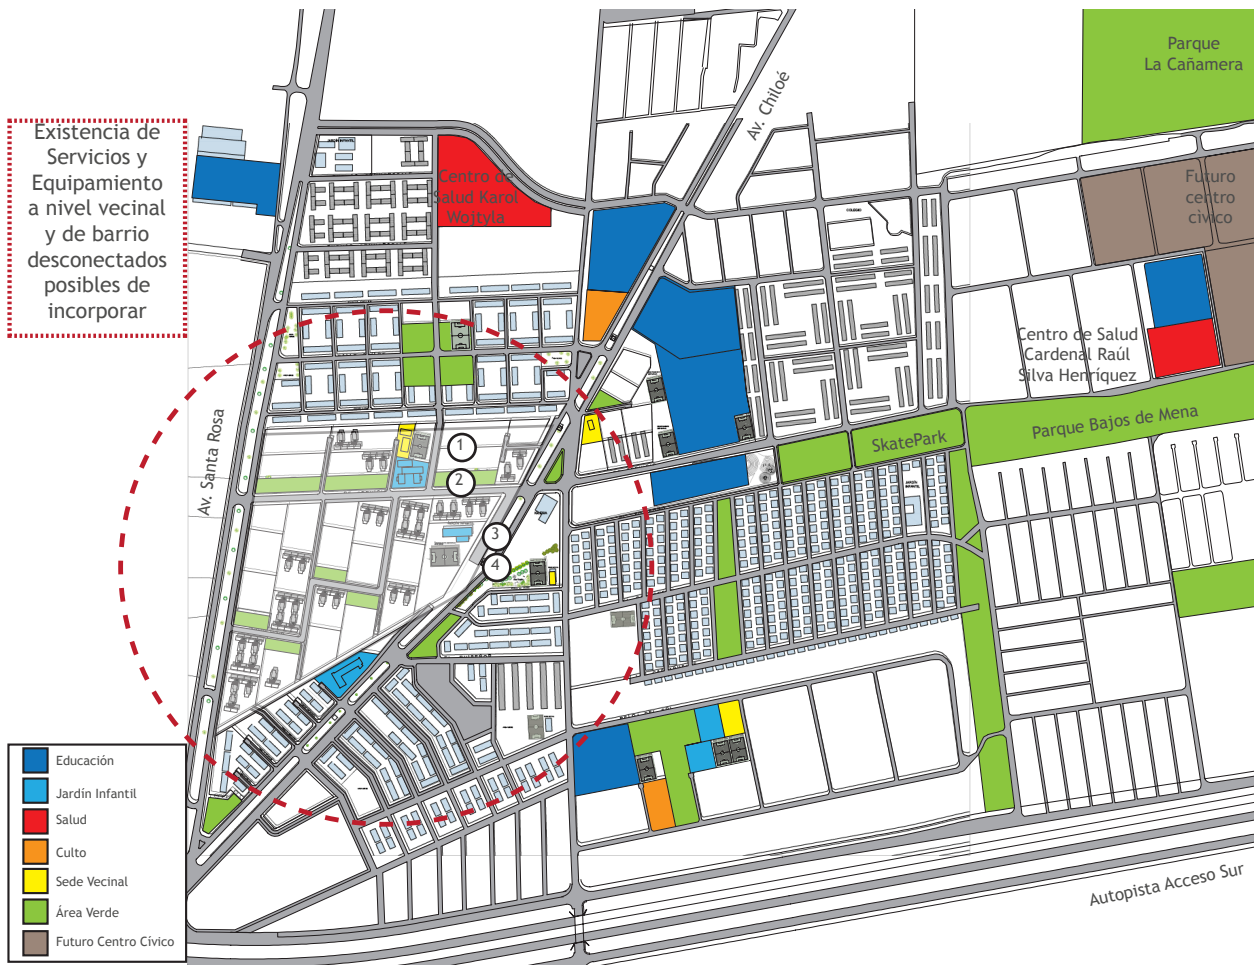 Parque
La Cañamera
Av. Chiloé
Existencia de
Servicios y
Equipamiento
a nivel vecinal
y de barrio
desconectados
posibles de
incorporar
Centro de
Salud Karol
Wojtyla
Futuro
centro
cívico
COLEGIO
Centro de Salud
Cardenal Raúl
Silva Henríquez
Av. Santa Rosa
SkatePark
Parque Bajos de Mena
1
2
3
4
JARDÍN
INFANTIL
Educación
Jardín Infantil
Salud
Culto
Sede Vecinal
Área Verde
Futuro Centro Cívico
Autopista Acceso Sur